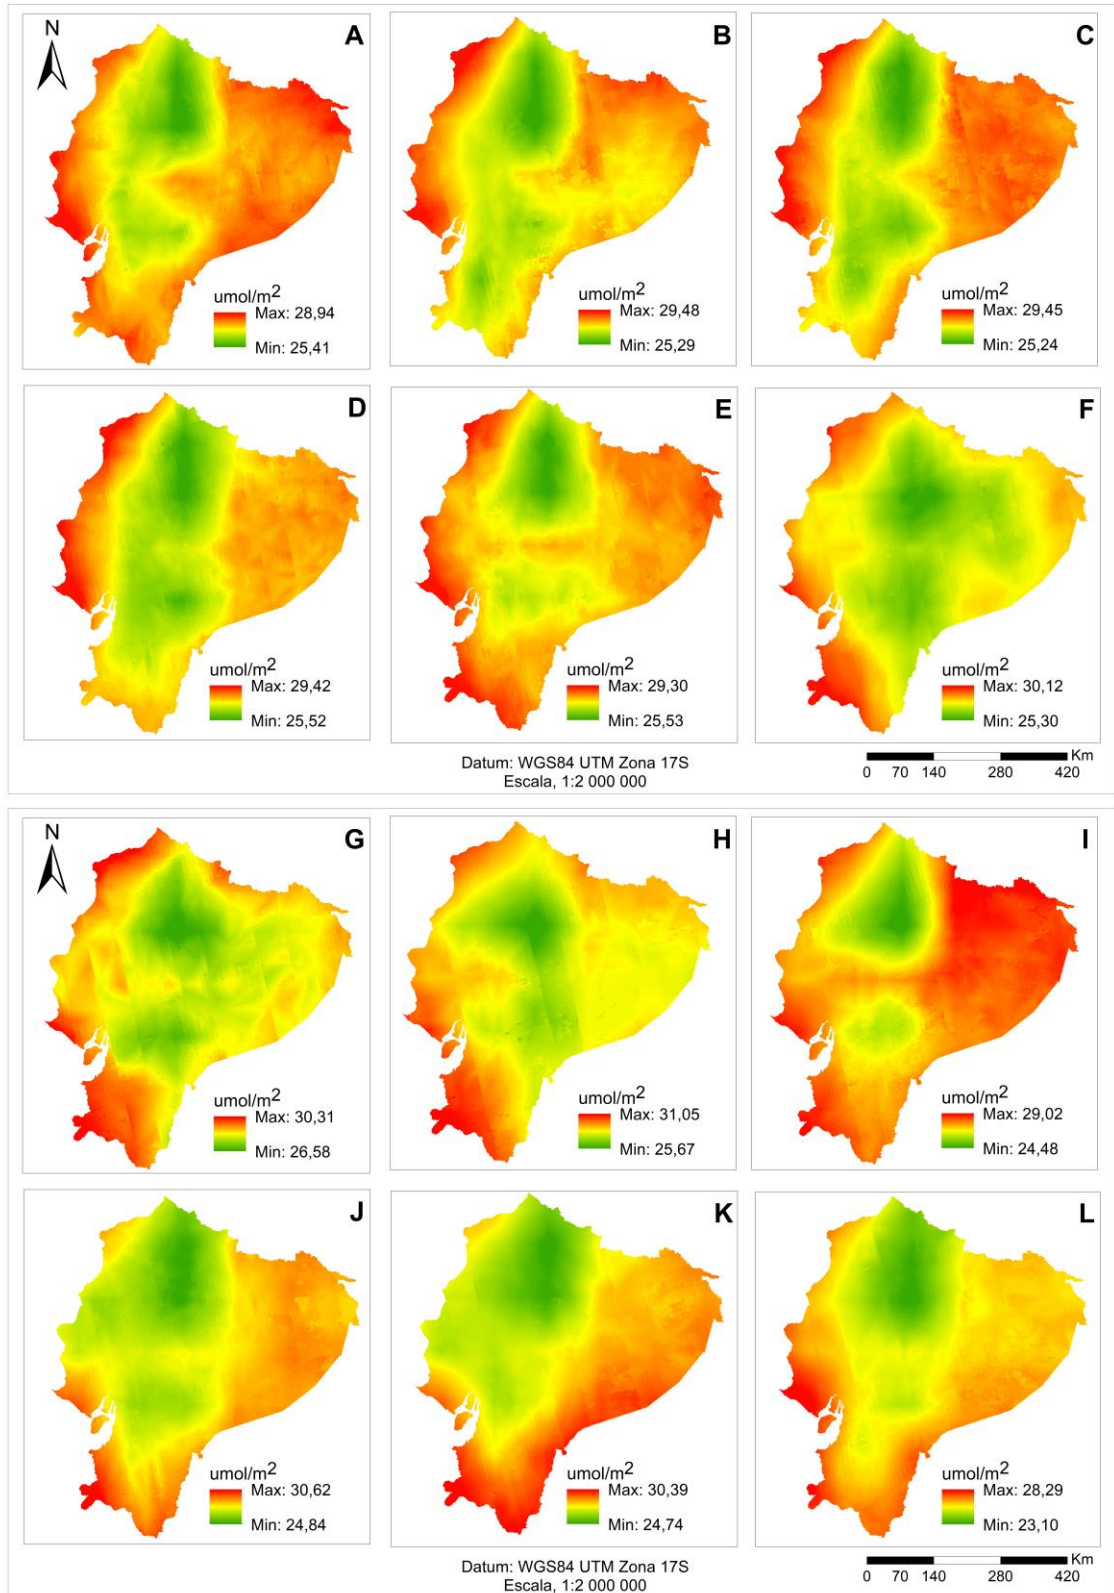 N
A
umol/m2
Max: 28,94
Min: 25,41
B
umol/m2
Max: 29,48
Min: 25,29
C
umol/m2
Max: 29,45
Min: 25,24
D
umol/m2
Max: 29,42
Min: 25,52
E
umol/m2
Max: 29,30
Min: 25,53
F
umol/m2
Max: 30,12
Min: 25,30
Datum: WGS84 UTM Zona 17S
Escala, 1:2 000 000
Km
0 70 140 280 420
N
G
umol/m2
Max: 30,31
Min: 26,58
H
umol/m2
Max: 31,05
Min: 25,67
I
umol/m2
Max: 29,02
Min: 24,48
J
umol/m2
Max: 30,62
Min: 24,84
K
umol/m2
Max: 30,39
Min: 24,74
L
umol/m2
Max: 28,29
Min: 23,10
Datum: WGS84 UTM Zona 17S
Escala, 1:2 000 000
Km
0 70 140 280 420